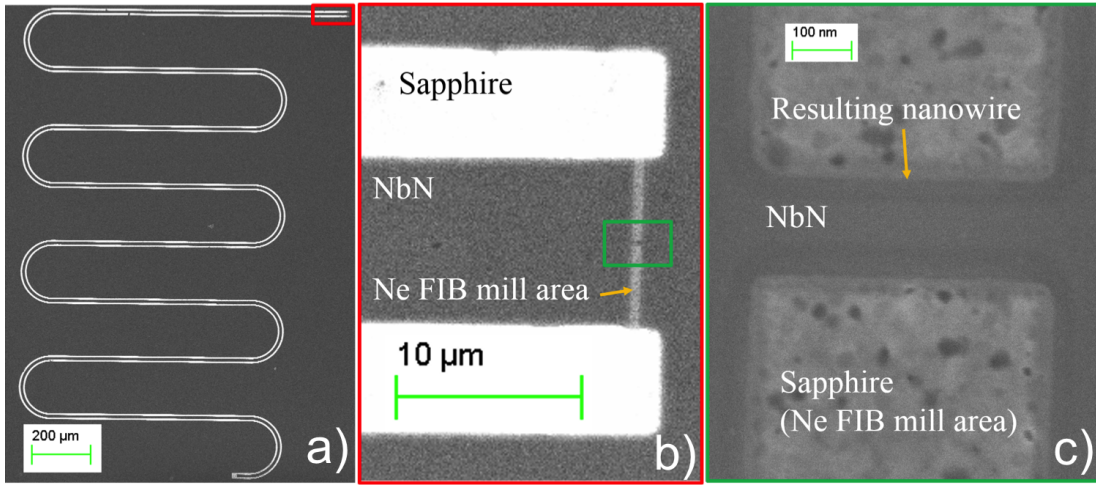 200 µm
a)
Sapphire
NbN
Ne FIB mill area
10 µm
b)
100 nm
Resulting nanowire
NbN
Sapphire
(Ne FIB mill area)
c)